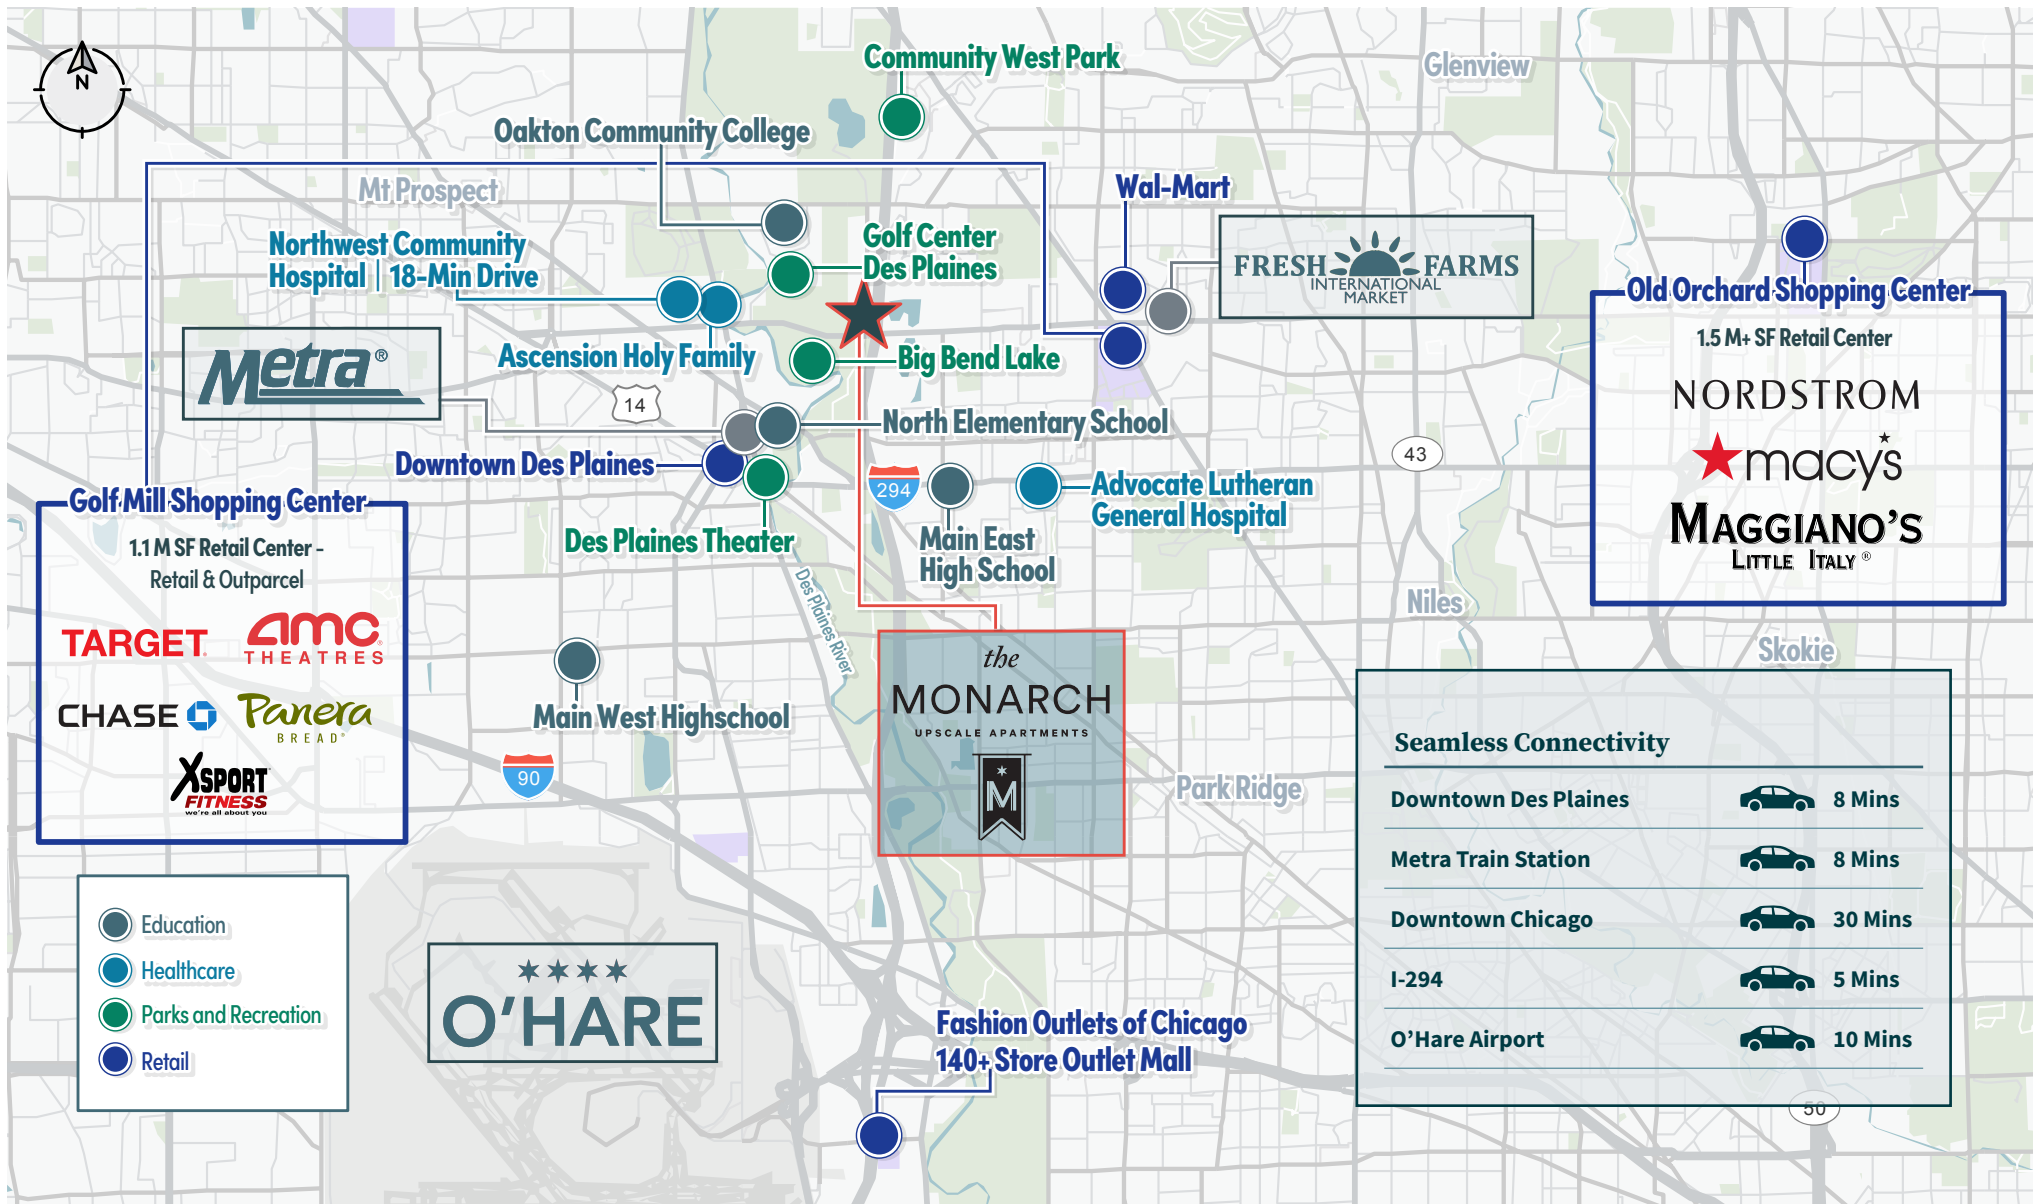 N
Community West Park
Glenview
Oakton Community College
Mt Prospect
Wal-Mart
Northwest Community
Hospital | 18-Min Drive
Golf Center
Des Plaines
FRESH FARMS
INTERNATIONAL
MARKET
Old Orchard Shopping Center
1.5 M+ SF Retail Center
NORDSTROM
macy's
MAGGIANO'S
LITTLE ITALY ®
Metra®
Ascension Holy Family
Big Bend Lake
14
North Elementary School
43
Downtown Des Plaines
294
Advocate Lutheran
General Hospital
Main East
High School
Des Plaines Theater
Des Plaines River
Golf Mill Shopping Center
1.1 M SF Retail Center -
Retail & Outparcel
TARGET
amc
THEATRES
CHASE
Panera
BREAD®
XSPORT
FITNESS
we're all about you
Niles
Skokie
Main West Highschool
90
the
MONARCH
UPSCALE APARTMENTS
M
Park Ridge
Seamless Connectivity
Downtown Des Plaines 8 Mins
Metra Train Station 8 Mins
Downtown Chicago 30 Mins
I-294 5 Mins
O'Hare Airport 10 Mins
50
Education
Healthcare
Parks and Recreation
Retail
O'HARE
Fashion Outlets of Chicago
140+ Store Outlet Mall